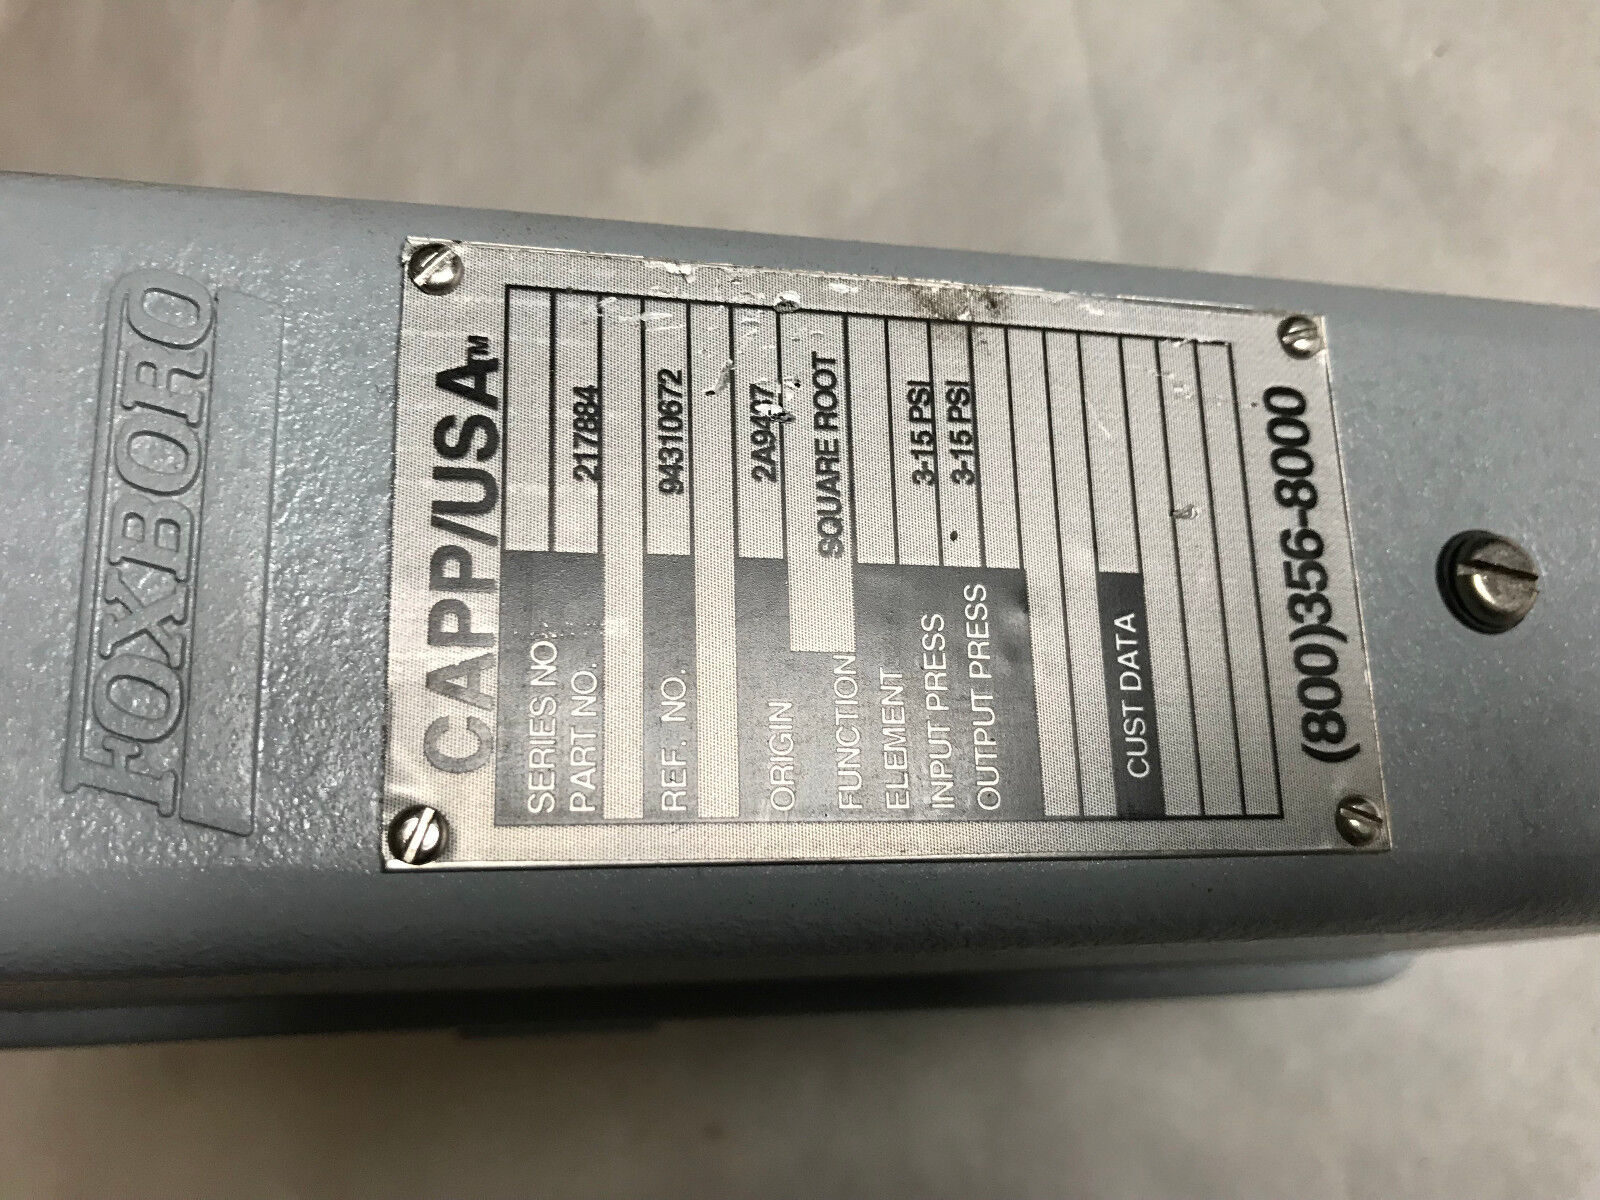 FOXBORO
CAPP/USA™
SERIES NO.
PART NO. 217884
REF. NO. 94310672
ORIGIN 2A9407
FUNCTION SQUARE ROOT
ELEMENT
INPUT PRESS 3-15 PSI
OUTPUT PRESS 3-15 PSI
CUST DATA
(800)356-8000